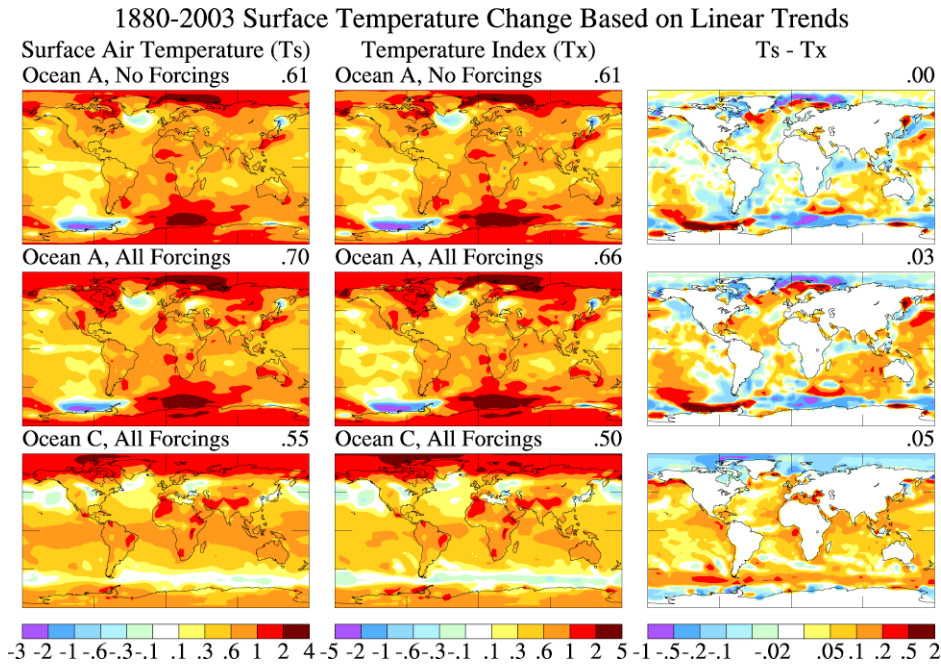 1880-2003 Surface Temperature Change Based on Linear Trends
Surface Air Temperature (Ts) Temperature Index (Tx) Ts - Tx
Ocean A, No Forcings .61 Ocean A, No Forcings .61 .00
Ocean A, All Forcings .70 Ocean A, All Forcings .66 .03
Ocean C, All Forcings .55 Ocean C, All Forcings .50 .05
-3 -2 -1 -.6-.3-.1 .1 .3 .6 1 2 4 -5 -2 -1 -.6-.3-.1 .1 .3 .6 1 2 5 -1-.5-.2-.1 -.02 .05.1 .2 .5 2